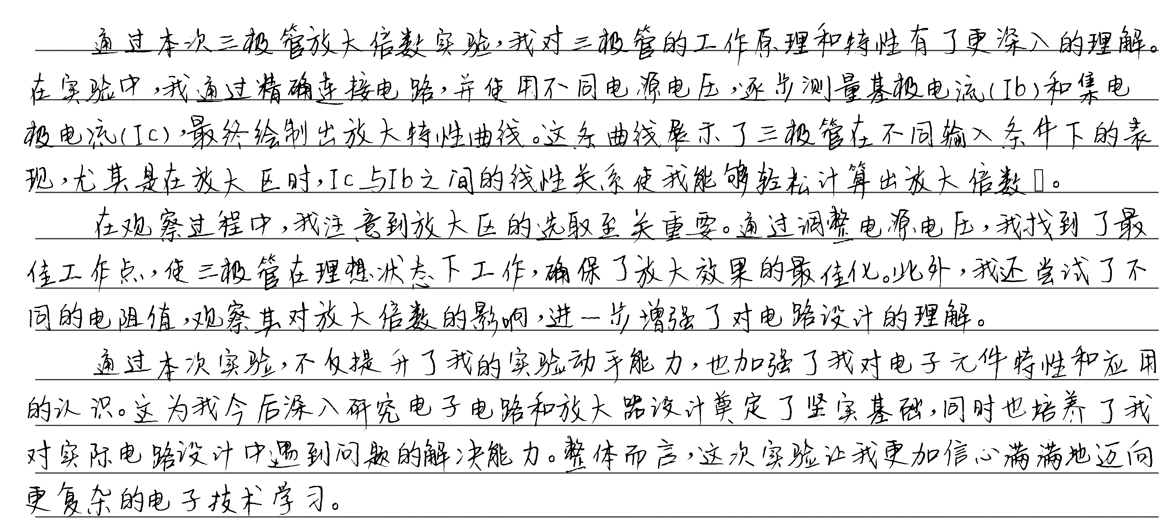 通过本次三极管放大倍数实验,我对三极管的工作原理和特性有了更深入的理解。
在实验中,我通过精确连接电路,并使用不同电源电压,逐步测量基极电流(Ib)和集电
极电流(Ic),最终绘制出放大特性曲线。这条曲线展示了三极管在不同输入条件下的表
现,尤其是在放大区时,Ic与Ib之间的线性关系使我能够轻松计算出放大倍数▯。
在观察过程中,我注意到放大区的选取至关重要。通过调整电源电压,我找到了最
佳工作点,使三极管在理想状态下工作,确保了放大效果的最佳化。此外,我还尝试了不
同的电阻值,观察其对放大倍数的影响,进一步增强了对电路设计的理解。
通过本次实验,不仅提升了我的实验动手能力,也加强了我对电子元件特性和应用
的认识。这为我今后深入研究电子电路和放大器设计奠定了坚实基础,同时也培养了我
对实际电路设计中遇到问题的解决能力。整体而言,这次实验让我更加信心满满地迈向
更复杂的电子技术学习。